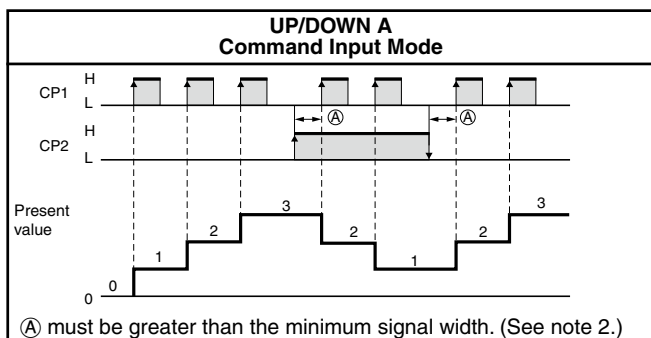 UP/DOWN A
Command Input Mode
H
CP1
L
Ⓐ Ⓐ
H
CP2
L
Present
value
3 3
2 2 2
1 1
0
0
Ⓐ must be greater than the minimum signal width. (See note 2.)